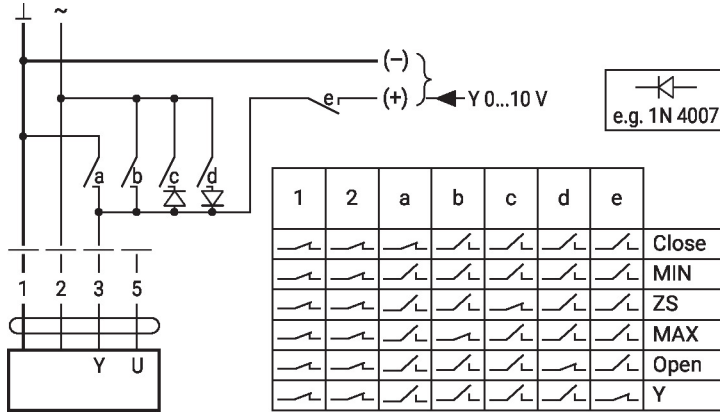 ⊥ ~
(–)
e (+) Y 0...10 V
e.g. 1N 4007
a b c d
1 2 a b c d e
Close
MIN
ZS
MAX
Open
Y
1 2 3 5
Y U